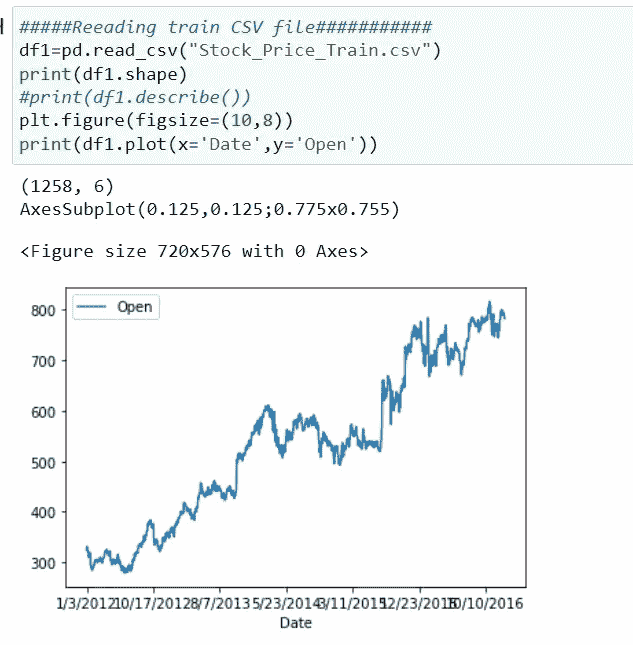 #####Reeading train CSV file###########
df1=pd.read_csv("Stock_Price_Train.csv")
print(df1.shape)
#print(df1.describe())
plt.figure(figsize=(10,8))
print(df1.plot(x='Date',y='Open'))
(1258, 6)
AxesSubplot(0.125,0.125;0.775x0.755)
<Figure size 720x576 with 0 Axes>
Open
800
700
600
500
400
300
1/3/2012 10/17/2012 8/7/2013 5/23/2014 3/11/2015 12/23/2015 10/10/2016
Date